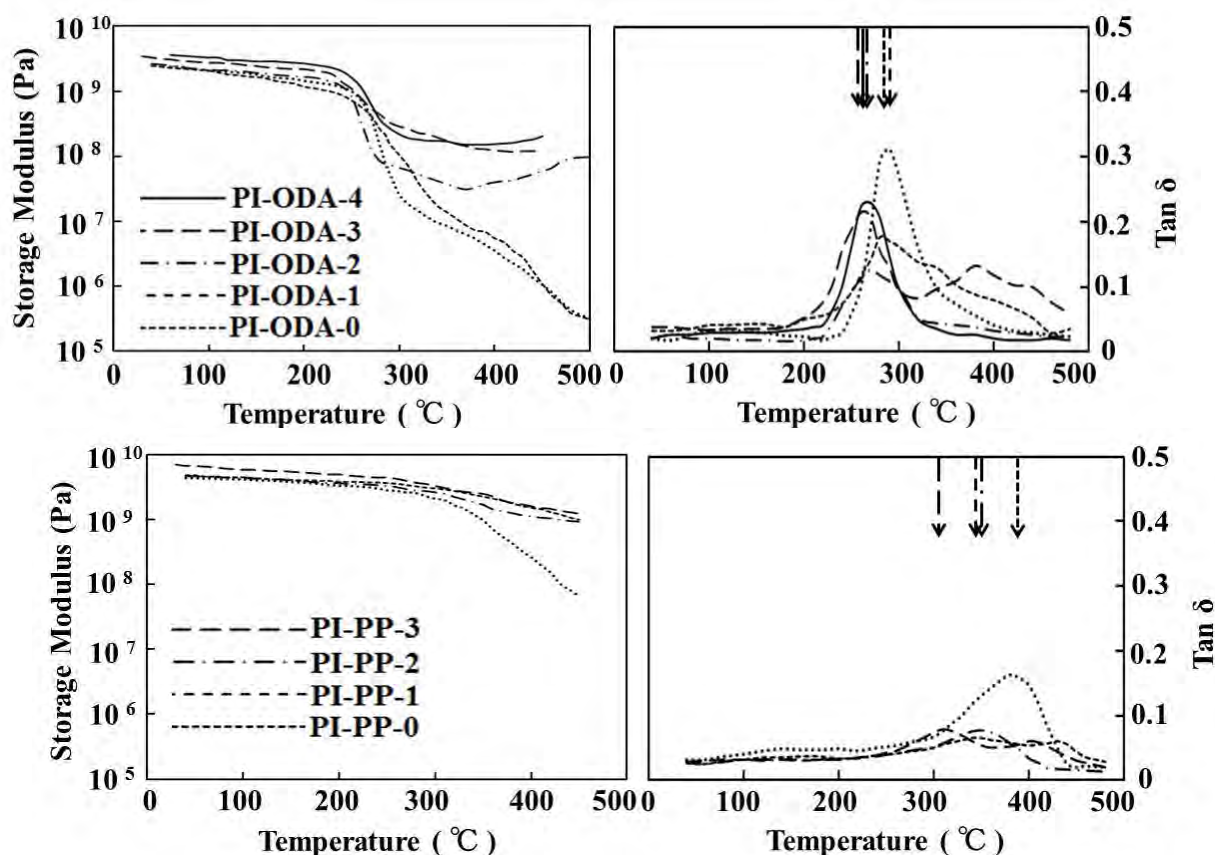 10 10
10 9
10 8
10 7
10 6
10 5
Storage Modulus (Pa)
PI-ODA-4
PI-ODA-3
PI-ODA-2
PI-ODA-1
PI-ODA-0
0 100 200 300 400 500
Temperature ( ℃)
0.5
0.4
0.3
0.2
0.1
0
Tan δ
0 100 200 300 400 500
Temperature ( ℃)
10 10
10 9
10 8
10 7
10 6
10 5
Storage Modulus (Pa)
PI-PP-3
PI-PP-2
PI-PP-1
PI-PP-0
0 100 200 300 400 500
Temperature ( ℃)
0.5
0.4
0.3
0.2
0.1
0
Tan δ
0 100 200 300 400 500
Temperature ( ℃)